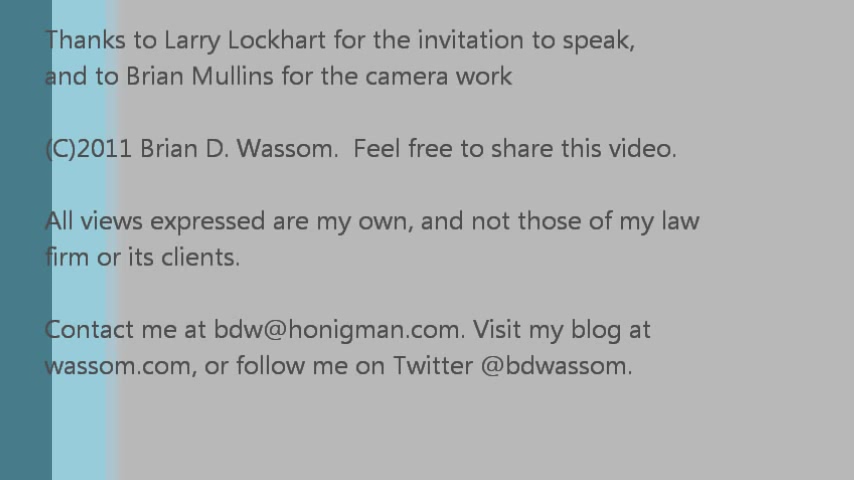 Thanks to Larry Lockhart for the invitation to speak,
and to Brian Mullins for the camera work
(C)2011 Brian D. Wassom.  Feel free to share this video.
All views expressed are my own, and not those of my law
firm or its clients.
Contact me at bdw@honigman.com. Visit my blog at
wassom.com, or follow me on Twitter @bdwassom.